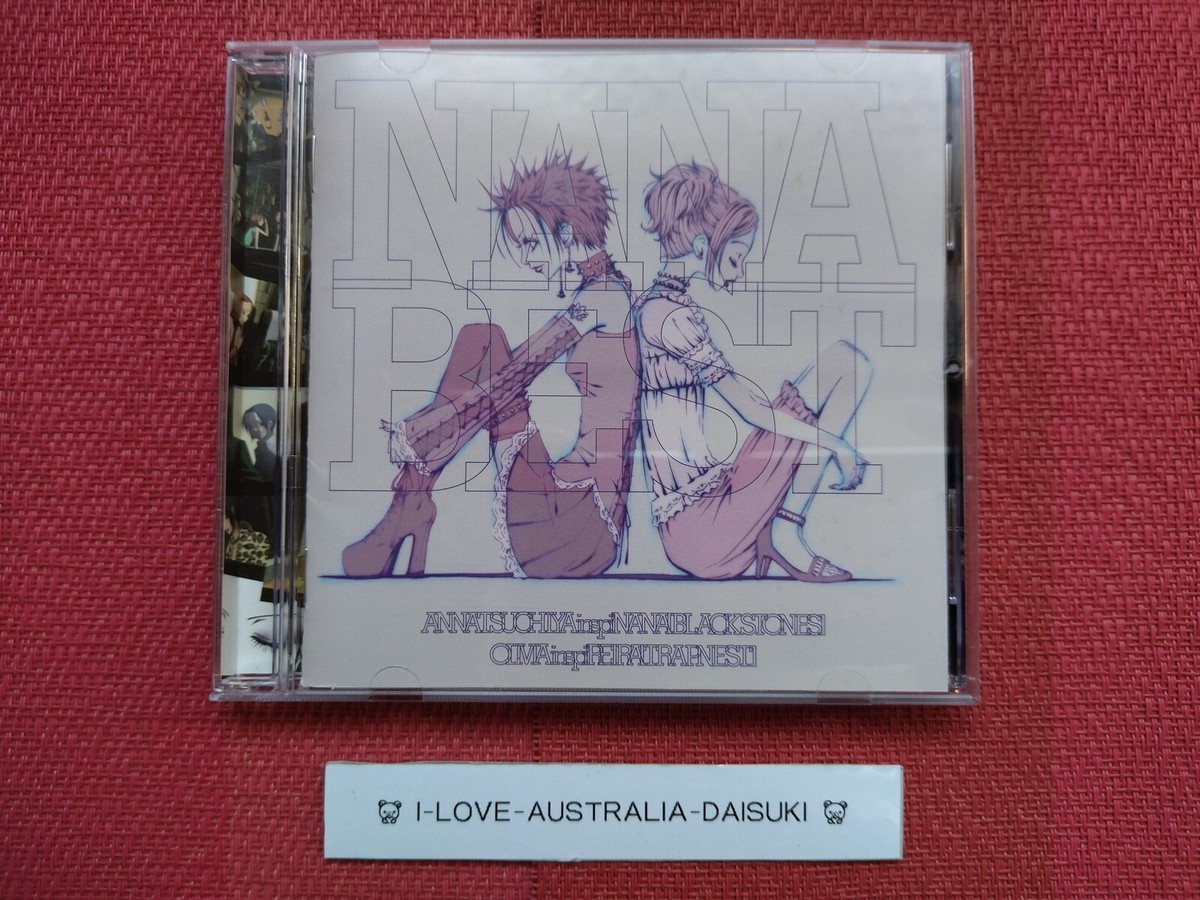 NANA
BEST
ANNA TSUCHIYA inspi NANA(BLACK STONES)
OLIVIA inspi REIRA(TRAPNEST)
I-LOVE-AUSTRALIA-DAISUKI